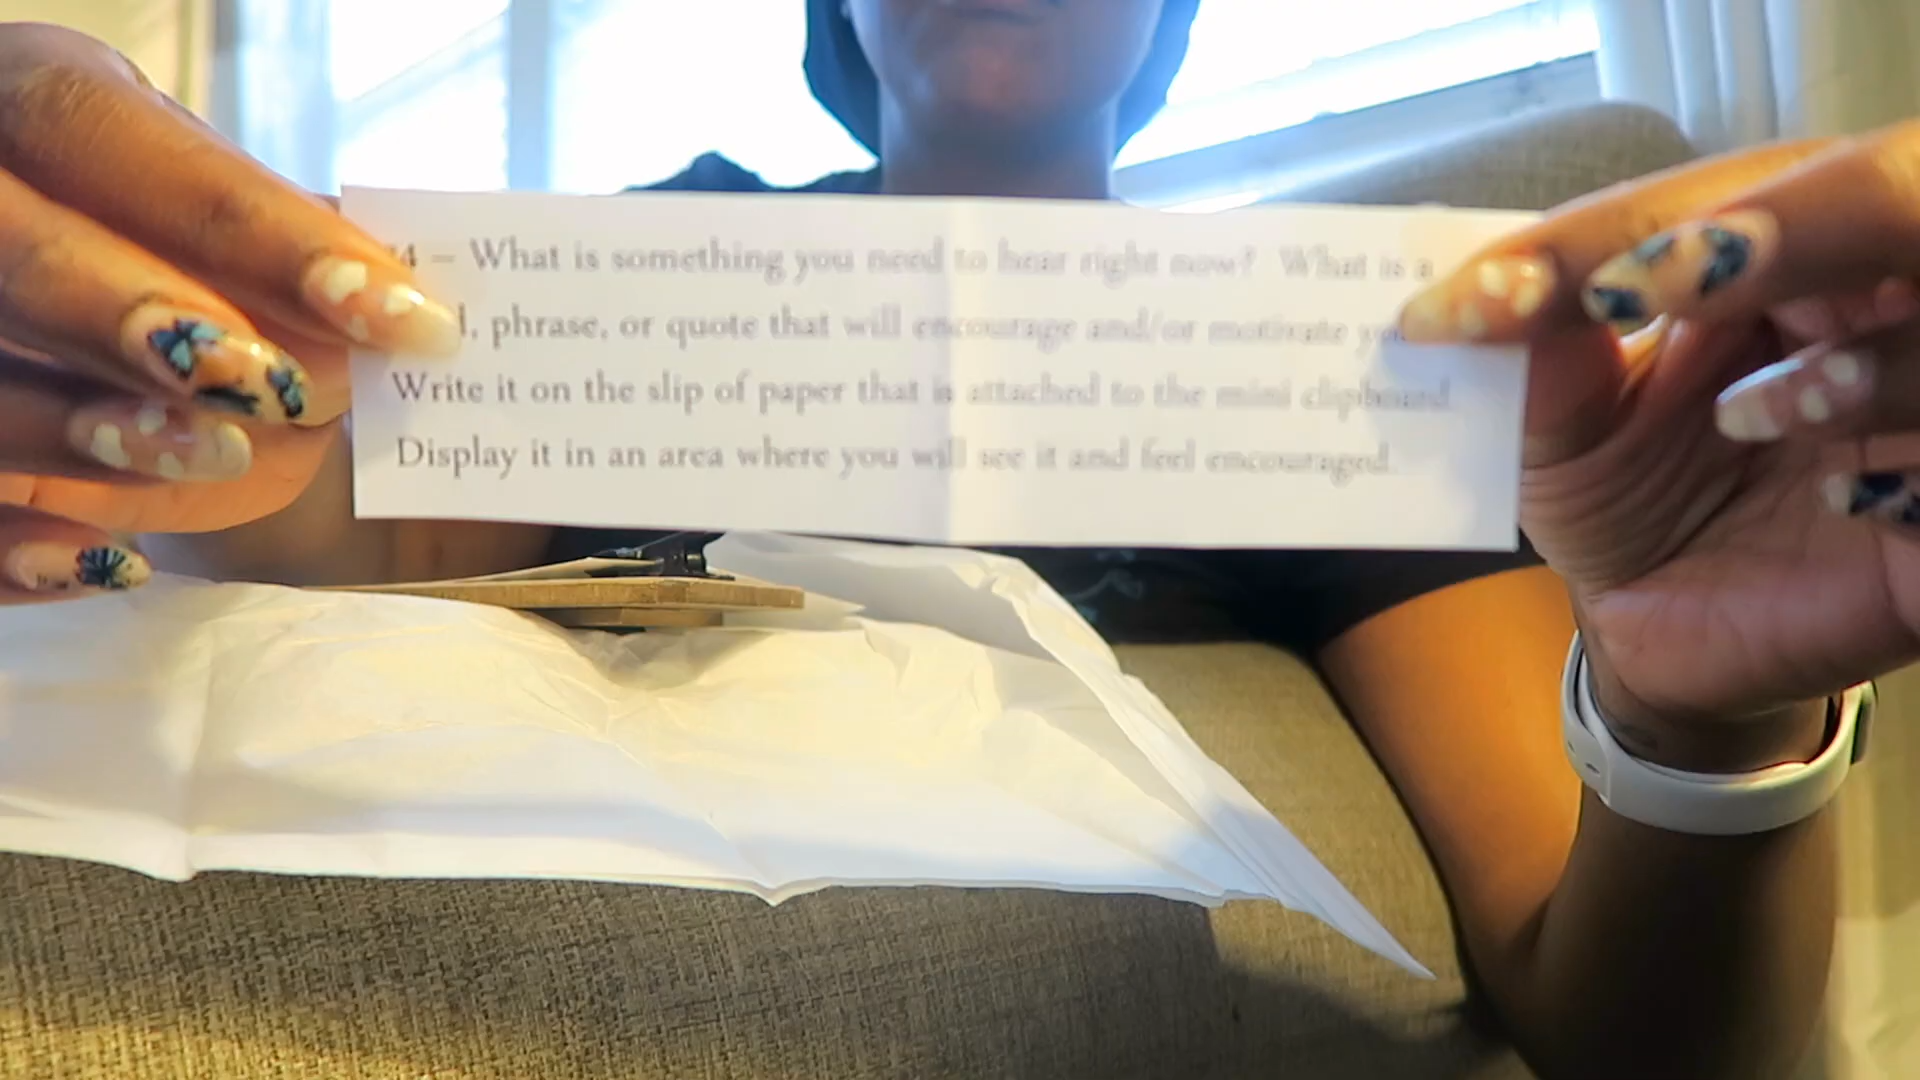 4 – What is something you need to hear right now? What is a
, phrase, or quote that will encourage and/or motivate you
Write it on the slip of paper that is attached to the mini clipboard.
Display it in an area where you will see it and feel encouraged.